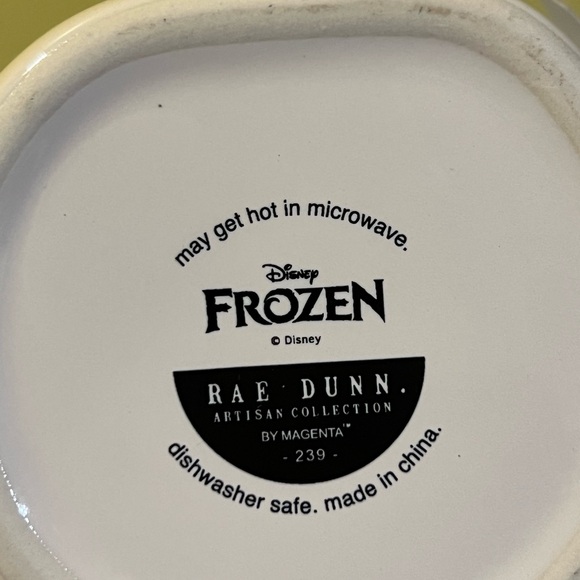 may get hot in microwave.
Disney
FROZEN
© Disney
RAE DUNN.
ARTISAN COLLECTION
BY MAGENTA™
- 239 -
dishwasher safe. made in china.